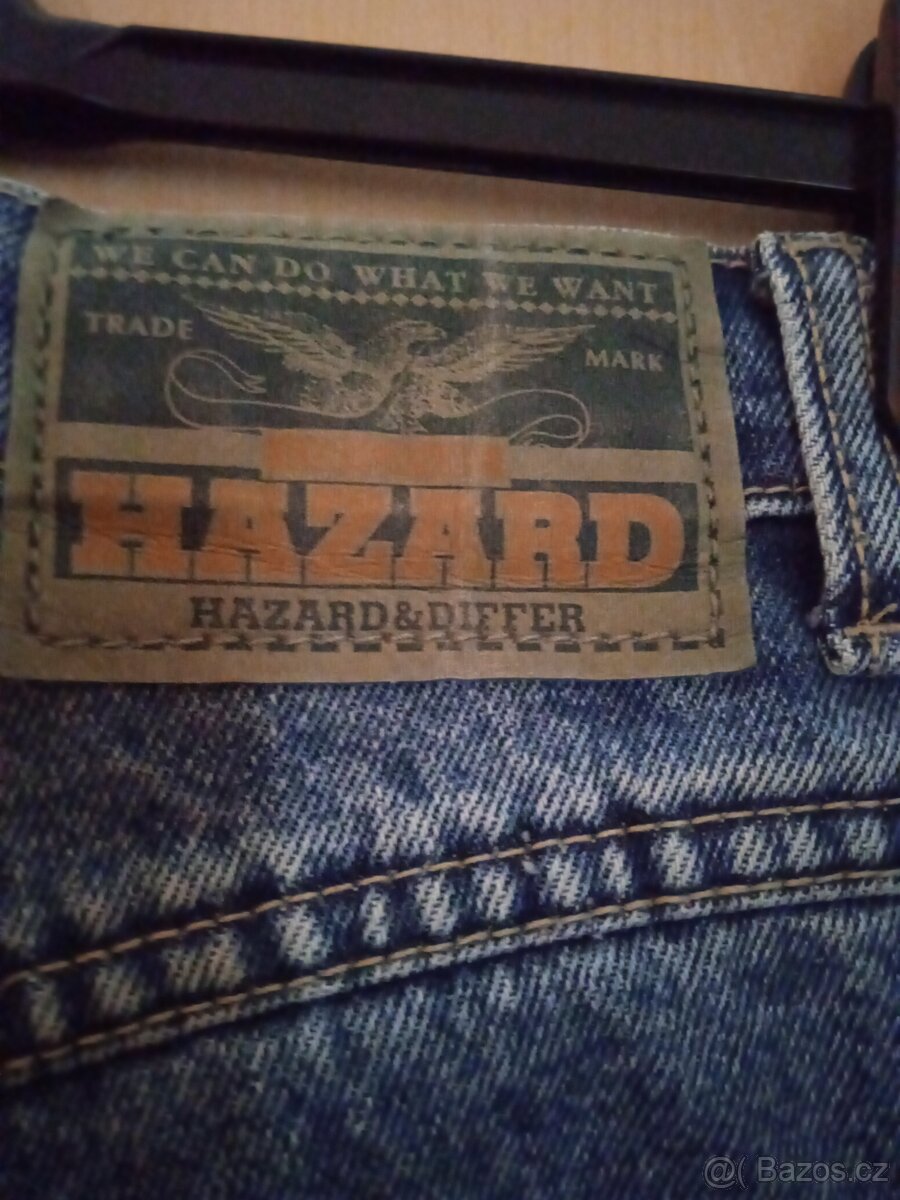 WE CAN DO WHAT WE WANT
TRADE MARK
HAZARD
HAZARD&DIFFER
@( Bazos.cz